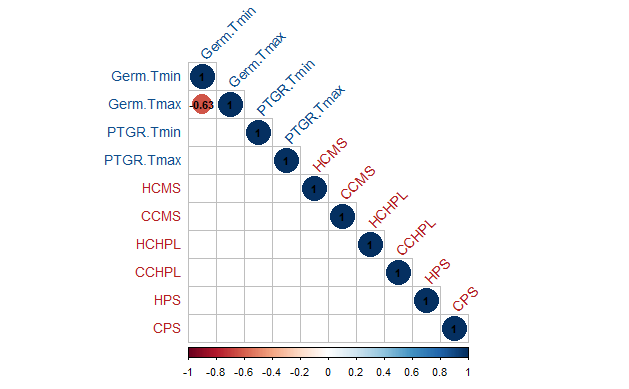 Germ.Tmin
Germ.Tmax
PTGR.Tmin
PTGR.Tmax
HCMS
CCMS
HCHPL
CCHPL
HPS
CPS
Germ.Tmin 1
Germ.Tmax -0.63 1
PTGR.Tmin 1
PTGR.Tmax 1
HCMS 1
CCMS 1
HCHPL 1
CCHPL 1
HPS 1
CPS 1
-1 -0.8 -0.6 -0.4 -0.2 0 0.2 0.4 0.6 0.8 1